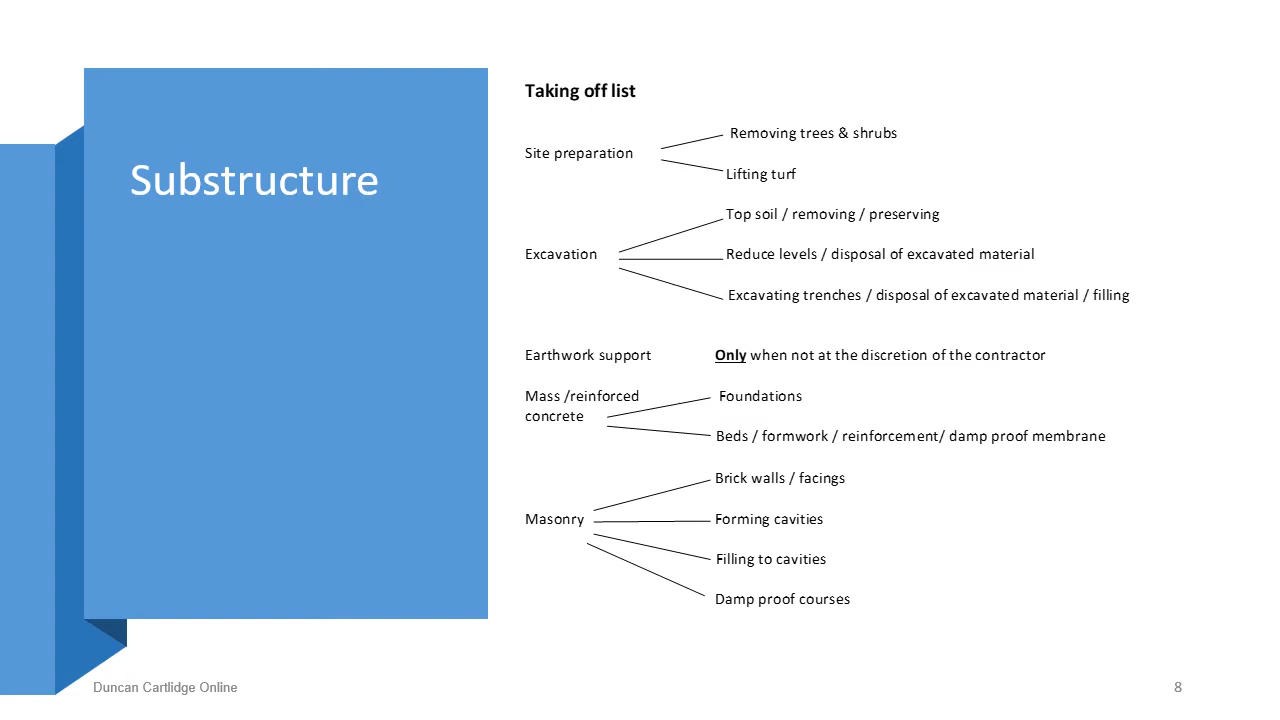 Substructure
Taking off list
Site preparation
Removing trees & shrubs
Lifting turf
Excavation
Top soil / removing / preserving
Reduce levels / disposal of excavated material
Excavating trenches / disposal of excavated material / filling
Earthwork support
Only when not at the discretion of the contractor
Mass /reinforced
concrete
Foundations
Beds / formwork / reinforcement/ damp proof membrane
Masonry
Brick walls / facings
Forming cavities
Filling to cavities
Damp proof courses
Duncan Cartlidge Online
8